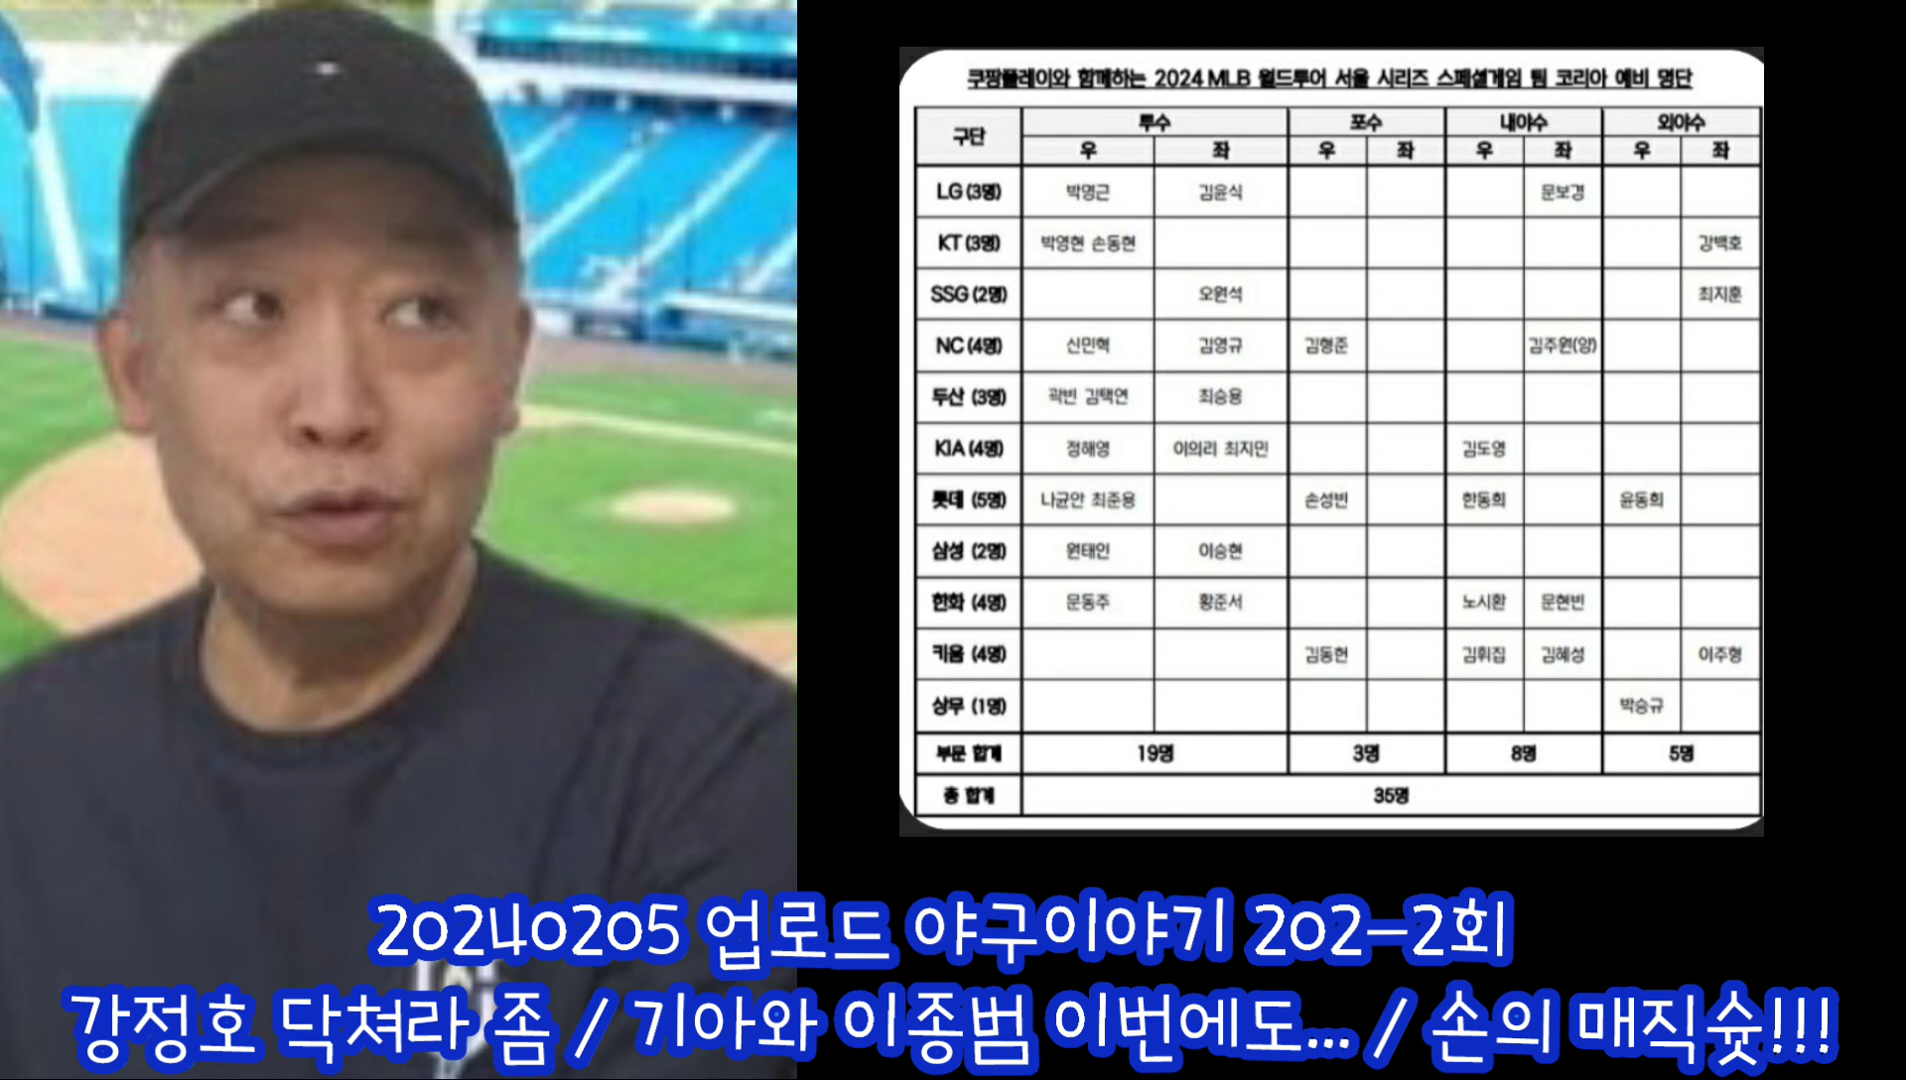 쿠팡플레이와 함께하는 2024 MLB 월드투어 서울 시리즈 스페셜게임 팀 코리아 예비 명단
구단 투수 포수 내야수 외야수
우 좌 우 좌 우 좌 우 좌
LG (3명) 박명근 김윤식 문보경
KT (3명) 박영현 손동현 강백호
SSG (2명) 오원석 최지훈
NC (4명) 신민혁 김영규 김형준 김주원(양)
두산 (3명) 곽빈 김택연 최승용
KIA (4명) 정해영 이의리 최지민 김도영
롯데 (5명) 나균안 최준용 손성빈 한동희 윤동희
삼성 (2명) 원태인 이승현
한화 (4명) 문동주 황준서 노시환 문현빈
키움 (4명) 김동헌 김휘집 김혜성 이주형
상무 (1명) 박승규
부문 합계 19명 3명 8명 5명
총 합계 35명
20240205 업로드 야구이야기 202-2회
강정호 닥쳐라 좀 / 기아와 이종범 이번에도... / 손의 매직슛!!!